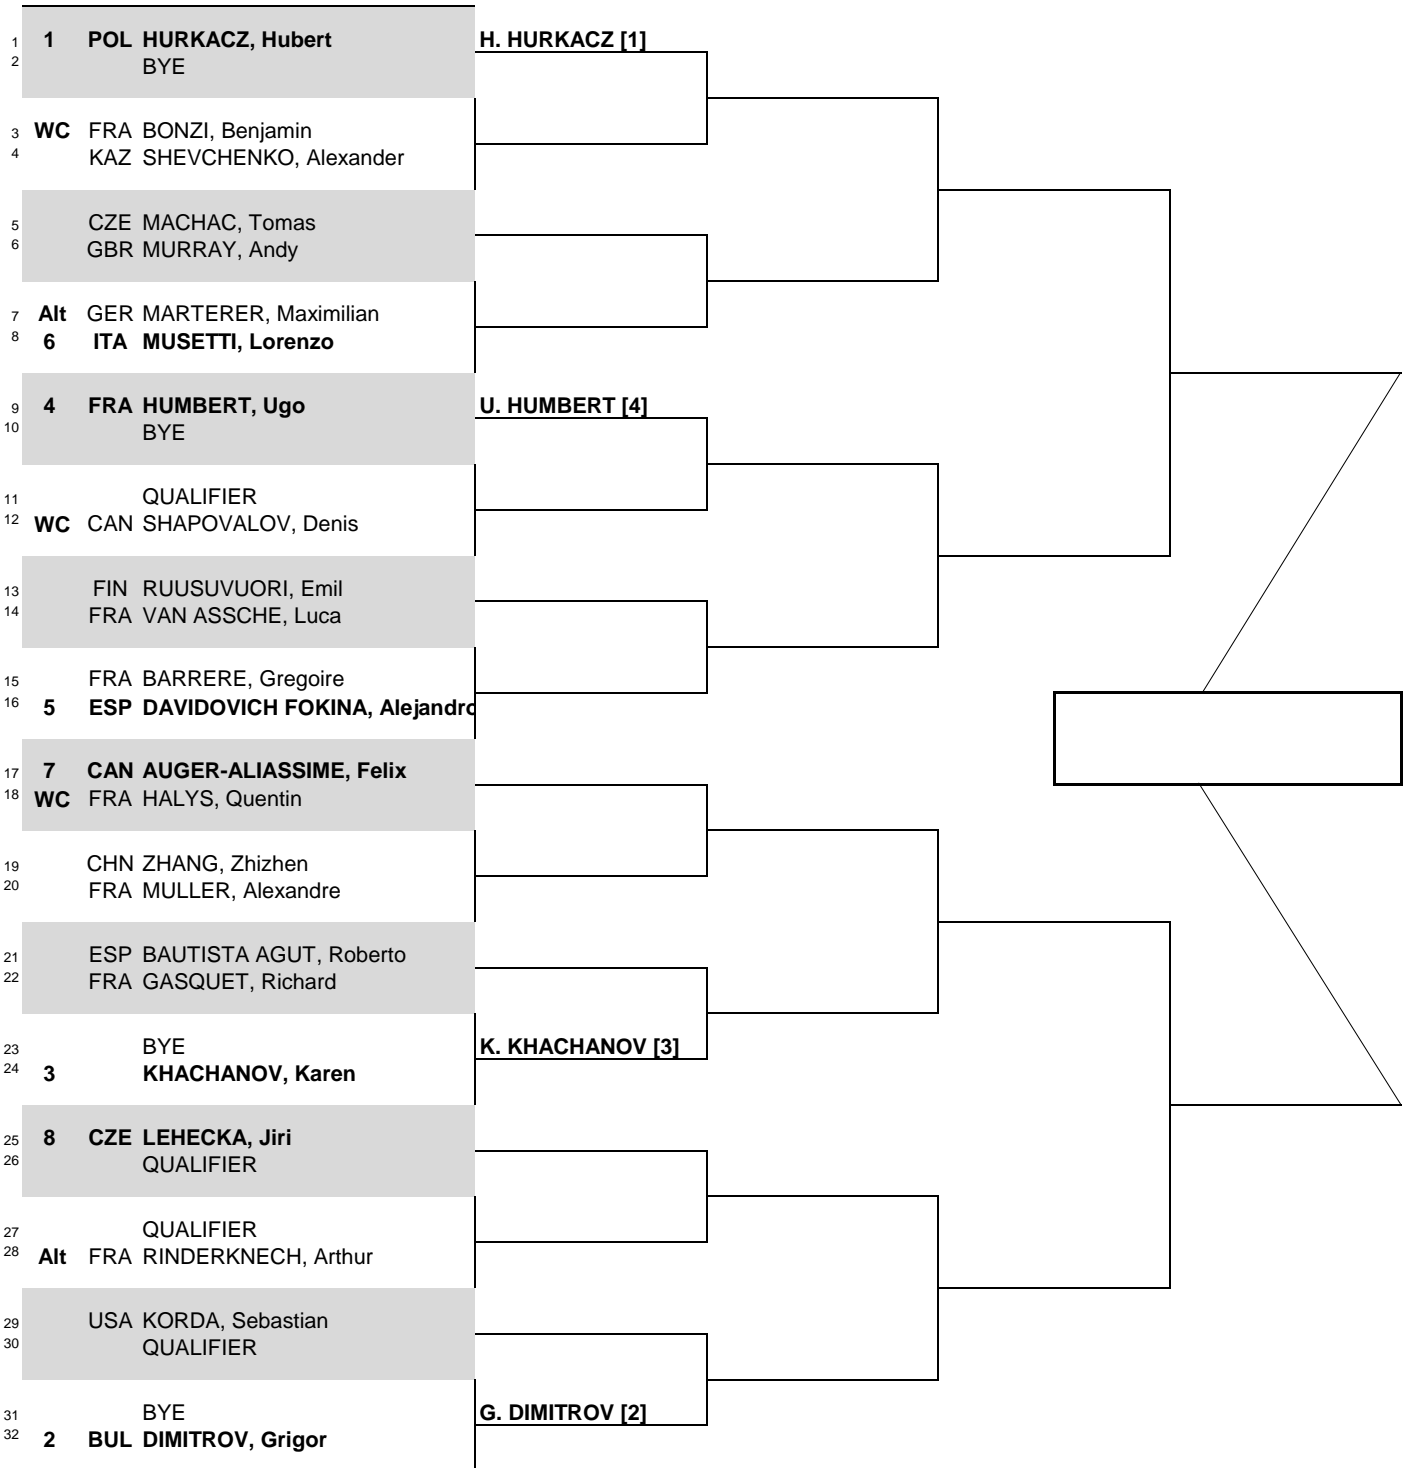 1 1 POL HURKACZ, Hubert H. HURKACZ [1]
2 BYE
3 WC FRA BONZI, Benjamin
4 KAZ SHEVCHENKO, Alexander
5 CZE MACHAC, Tomas
6 GBR MURRAY, Andy
7 Alt GER MARTERER, Maximilian
8 6 ITA MUSETTI, Lorenzo
9 4 FRA HUMBERT, Ugo U. HUMBERT [4]
10 BYE
11 QUALIFIER
12 WC CAN SHAPOVALOV, Denis
13 FIN RUUSUVUORI, Emil
14 FRA VAN ASSCHE, Luca
15 FRA BARRERE, Gregoire
16 5 ESP DAVIDOVICH FOKINA, Alejandro
17 7 CAN AUGER-ALIASSIME, Felix
18 WC FRA HALYS, Quentin
19 CHN ZHANG, Zhizhen
20 FRA MULLER, Alexandre
21 ESP BAUTISTA AGUT, Roberto
22 FRA GASQUET, Richard
23 BYE K. KHACHANOV [3]
24 3 KHACHANOV, Karen
25 8 CZE LEHECKA, Jiri
26 QUALIFIER
27 QUALIFIER
28 Alt FRA RINDERKNECH, Arthur
29 USA KORDA, Sebastian
30 QUALIFIER
31 BYE G. DIMITROV [2]
32 2 BUL DIMITROV, Grigor